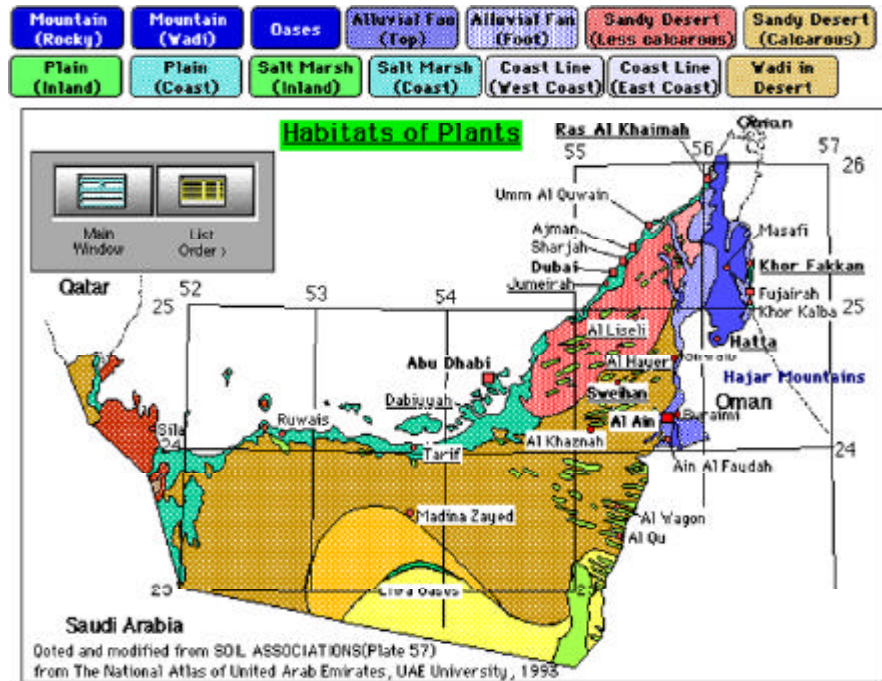 Mountain
(Rocky)
Mountain
(Wadi)
Oases
Alluvial Fan
(Top)
Alluvial Fan
(Foot)
Sandy Desert
(Less calcarous)
Sandy Desert
(Calcarous)
Plain
(Inland)
Plain
(Coast)
Salt Marsh
(Inland)
Salt Marsh
(Coast)
Coast Line
(West Coast)
Coast Line
(East Coast)
Wadi in
Desert
Habitats of Plants
Ras Al Khaimah
Oman
55
56
57
26
Main
Window
List
Order >
Umm Al Quwain
Ajman
Sharjah
Dubai
Jumeirah
Masafi
Khor Fakkan
Fujairah
Khor Kalba
Qatar
25
52
53
54
25
Al Liseli
Hatta
Abu Dhabi
Al Hayer
Hajar Mountains
Dabiyyah
Sweihan
Oman
Ruwais
Al Ain
Buraimi
Sila
24
Tarif
Al Khaznah
24
Ain Al Faudah
Madina Zayed
Al Wagon
Al Qu
23
Liwa Oases
Saudi Arabia
Qoted and modified from SOIL ASSOCIATIONS(Plate 57)
from The National Atlas of United Arab Emirates, UAE University, 1993